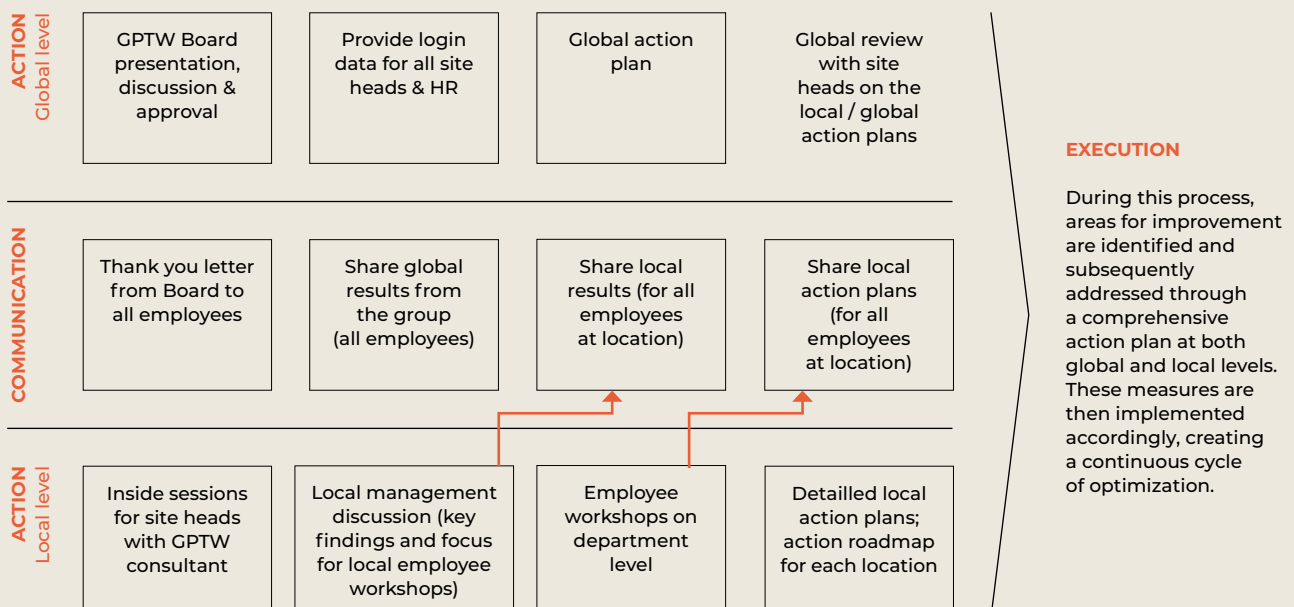 ACTION
Global level
GPTW Board
presentation,
discussion &
approval
Provide login
data for all site
heads & HR
Global action
plan
Global review
with site
heads on the
local / global
action plans
COMMUNICATION
Thank you letter
from Board to
all employees
Share global
results from
the group
(all employees)
Share local
results (for all
employees
at location)
Share local
action plans
(for all
employees
at location)
ACTION
Local level
Inside sessions
for site heads
with GPTW
consultant
Local management
discussion (key
findings and focus
for local employee
workshops)
Employee
workshops on
department
level
Detailled local
action plans;
action roadmap
for each location
EXECUTION
During this process,
areas for improvement
are identified and
subsequently
addressed through
a comprehensive
action plan at both
global and local levels.
These measures are
then implemented
accordingly, creating
a continuous cycle
of optimization.